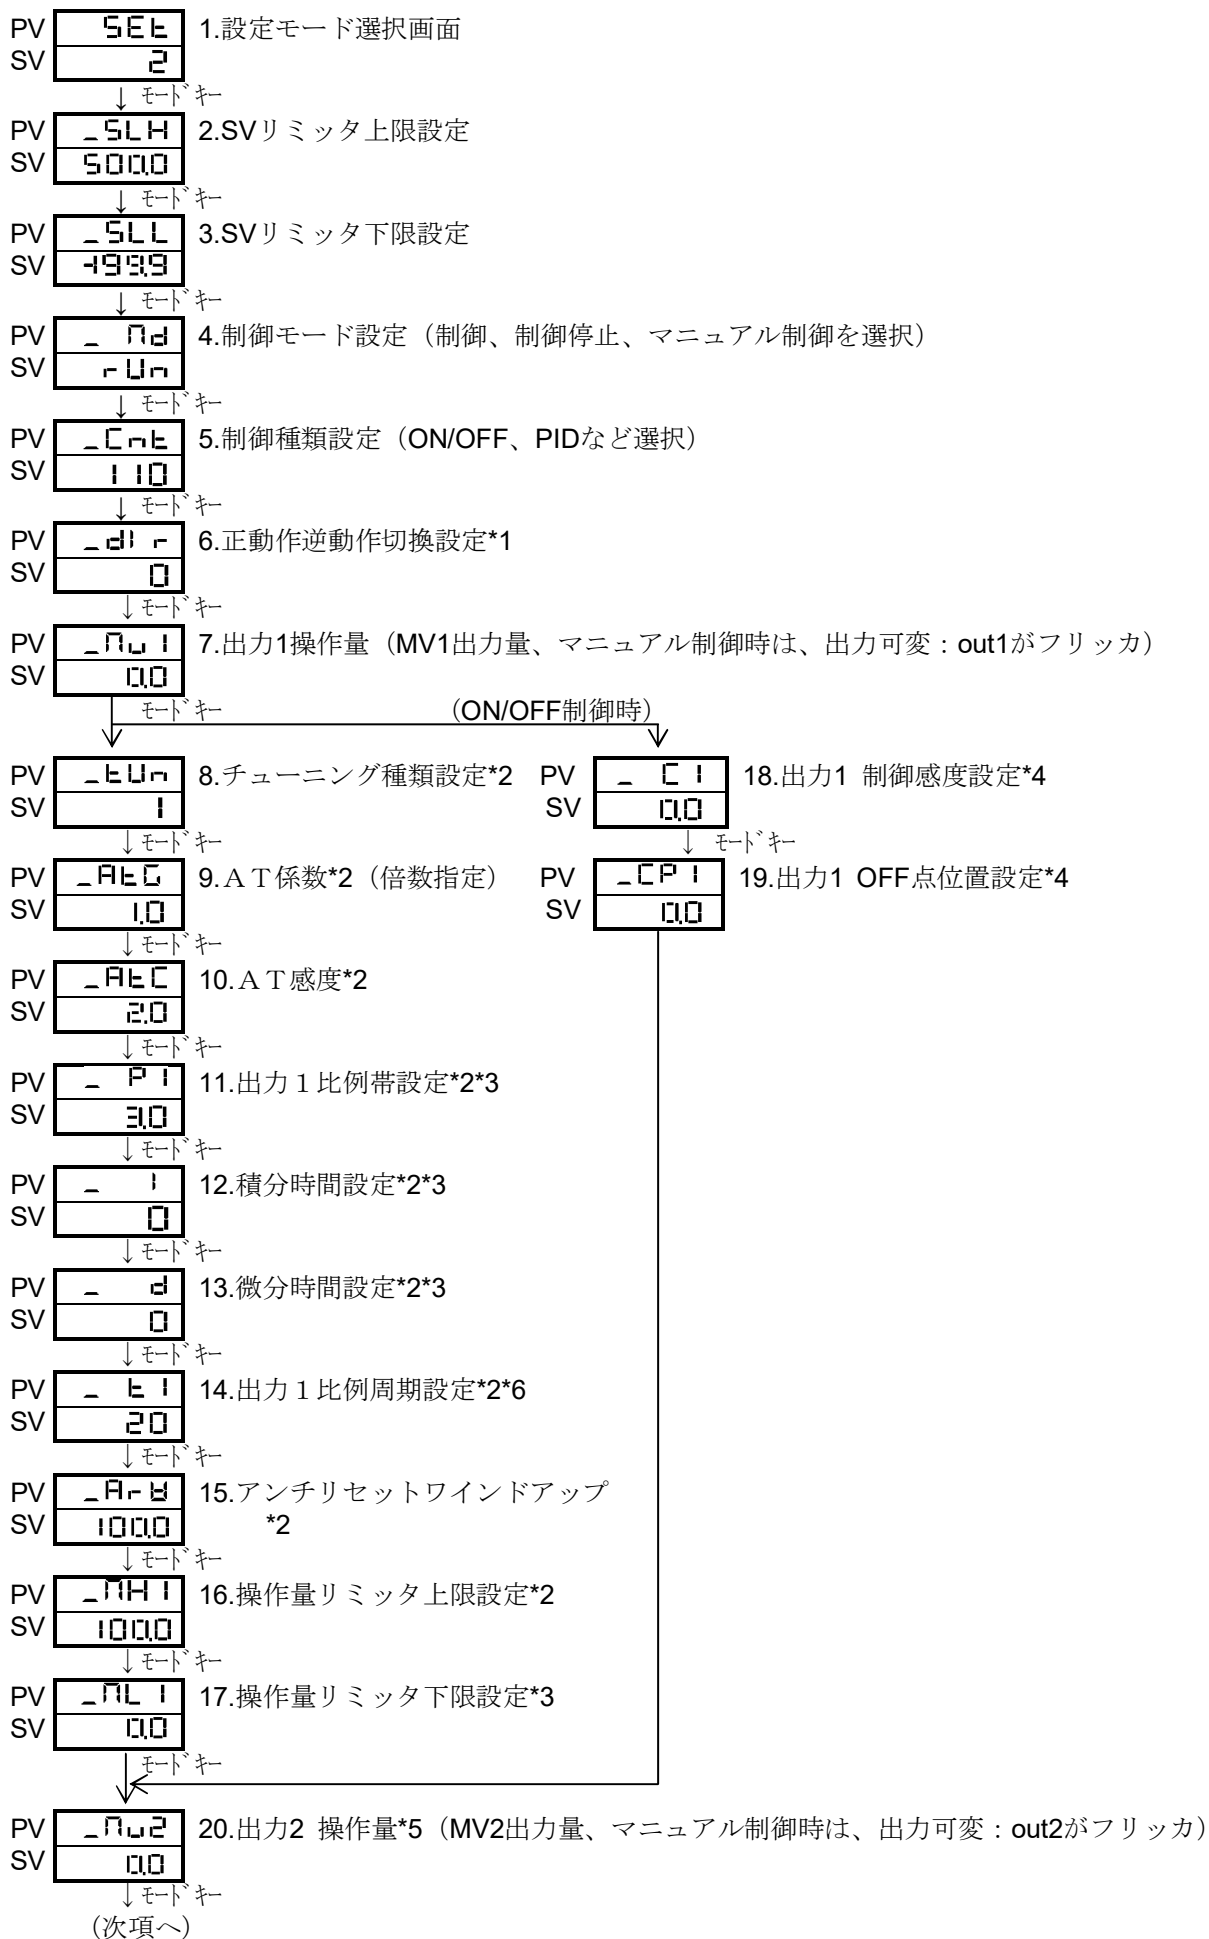 PV SEt 1.設定モード選択画面
SV 2
↓ ﾓｰﾄﾞｷｰ
PV _SLH 2.SVリミッタ上限設定
SV 500.0
↓ ﾓｰﾄﾞｷｰ
PV _SLL 3.SVリミッタ下限設定
SV -199.9
↓ ﾓｰﾄﾞｷｰ
PV _ Md 4.制御モード設定（制御、制御停止、マニュアル制御を選択）
SV rUn
↓ ﾓｰﾄﾞｷｰ
PV _Cnt 5.制御種類設定（ON/OFF、PIDなど選択）
SV 110
↓ ﾓｰﾄﾞｷｰ
PV _dir 6.正動作逆動作切換設定*1
SV 0
↓ ﾓｰﾄﾞｷｰ
PV _Mv1 7.出力1操作量（MV1出力量、マニュアル制御時は、出力可変：out1がフリッカ）
SV 0.0
ﾓｰﾄﾞｷｰ （ON/OFF制御時）
PV _tUn 8.チューニング種類設定*2 PV _ C1 18.出力1 制御感度設定*4
SV 1 SV 0.0
↓ ﾓｰﾄﾞｷｰ ↓ ﾓｰﾄﾞｷｰ
PV _AtG 9.ＡＴ係数*2（倍数指定） PV _CP1 19.出力1 OFF点位置設定*4
SV 1.0 SV 0.0
↓ ﾓｰﾄﾞｷｰ
PV _AtC 10.ＡＴ感度*2
SV 2.0
↓ ﾓｰﾄﾞｷｰ
PV _ P1 11.出力１比例帯設定*2*3
SV 3.0
↓ ﾓｰﾄﾞｷｰ
PV _ I 12.積分時間設定*2*3
SV 0
↓ ﾓｰﾄﾞｷｰ
PV _ d 13.微分時間設定*2*3
SV 0
↓ ﾓｰﾄﾞｷｰ
PV _ t1 14.出力１比例周期設定*2*6
SV 20
↓ ﾓｰﾄﾞｷｰ
PV _ArW 15.アンチリセットワインドアップ
SV 100.0 *2
↓ ﾓｰﾄﾞｷｰ
PV _MH1 16.操作量リミッタ上限設定*2
SV 100.0
↓ ﾓｰﾄﾞｷｰ
PV _ML1 17.操作量リミッタ下限設定*3
SV 0.0
ﾓｰﾄﾞｷｰ
PV _Mv2 20.出力2 操作量*5（MV2出力量、マニュアル制御時は、出力可変：out2がフリッカ）
SV 0.0
↓ ﾓｰﾄﾞｷｰ
（次項へ）